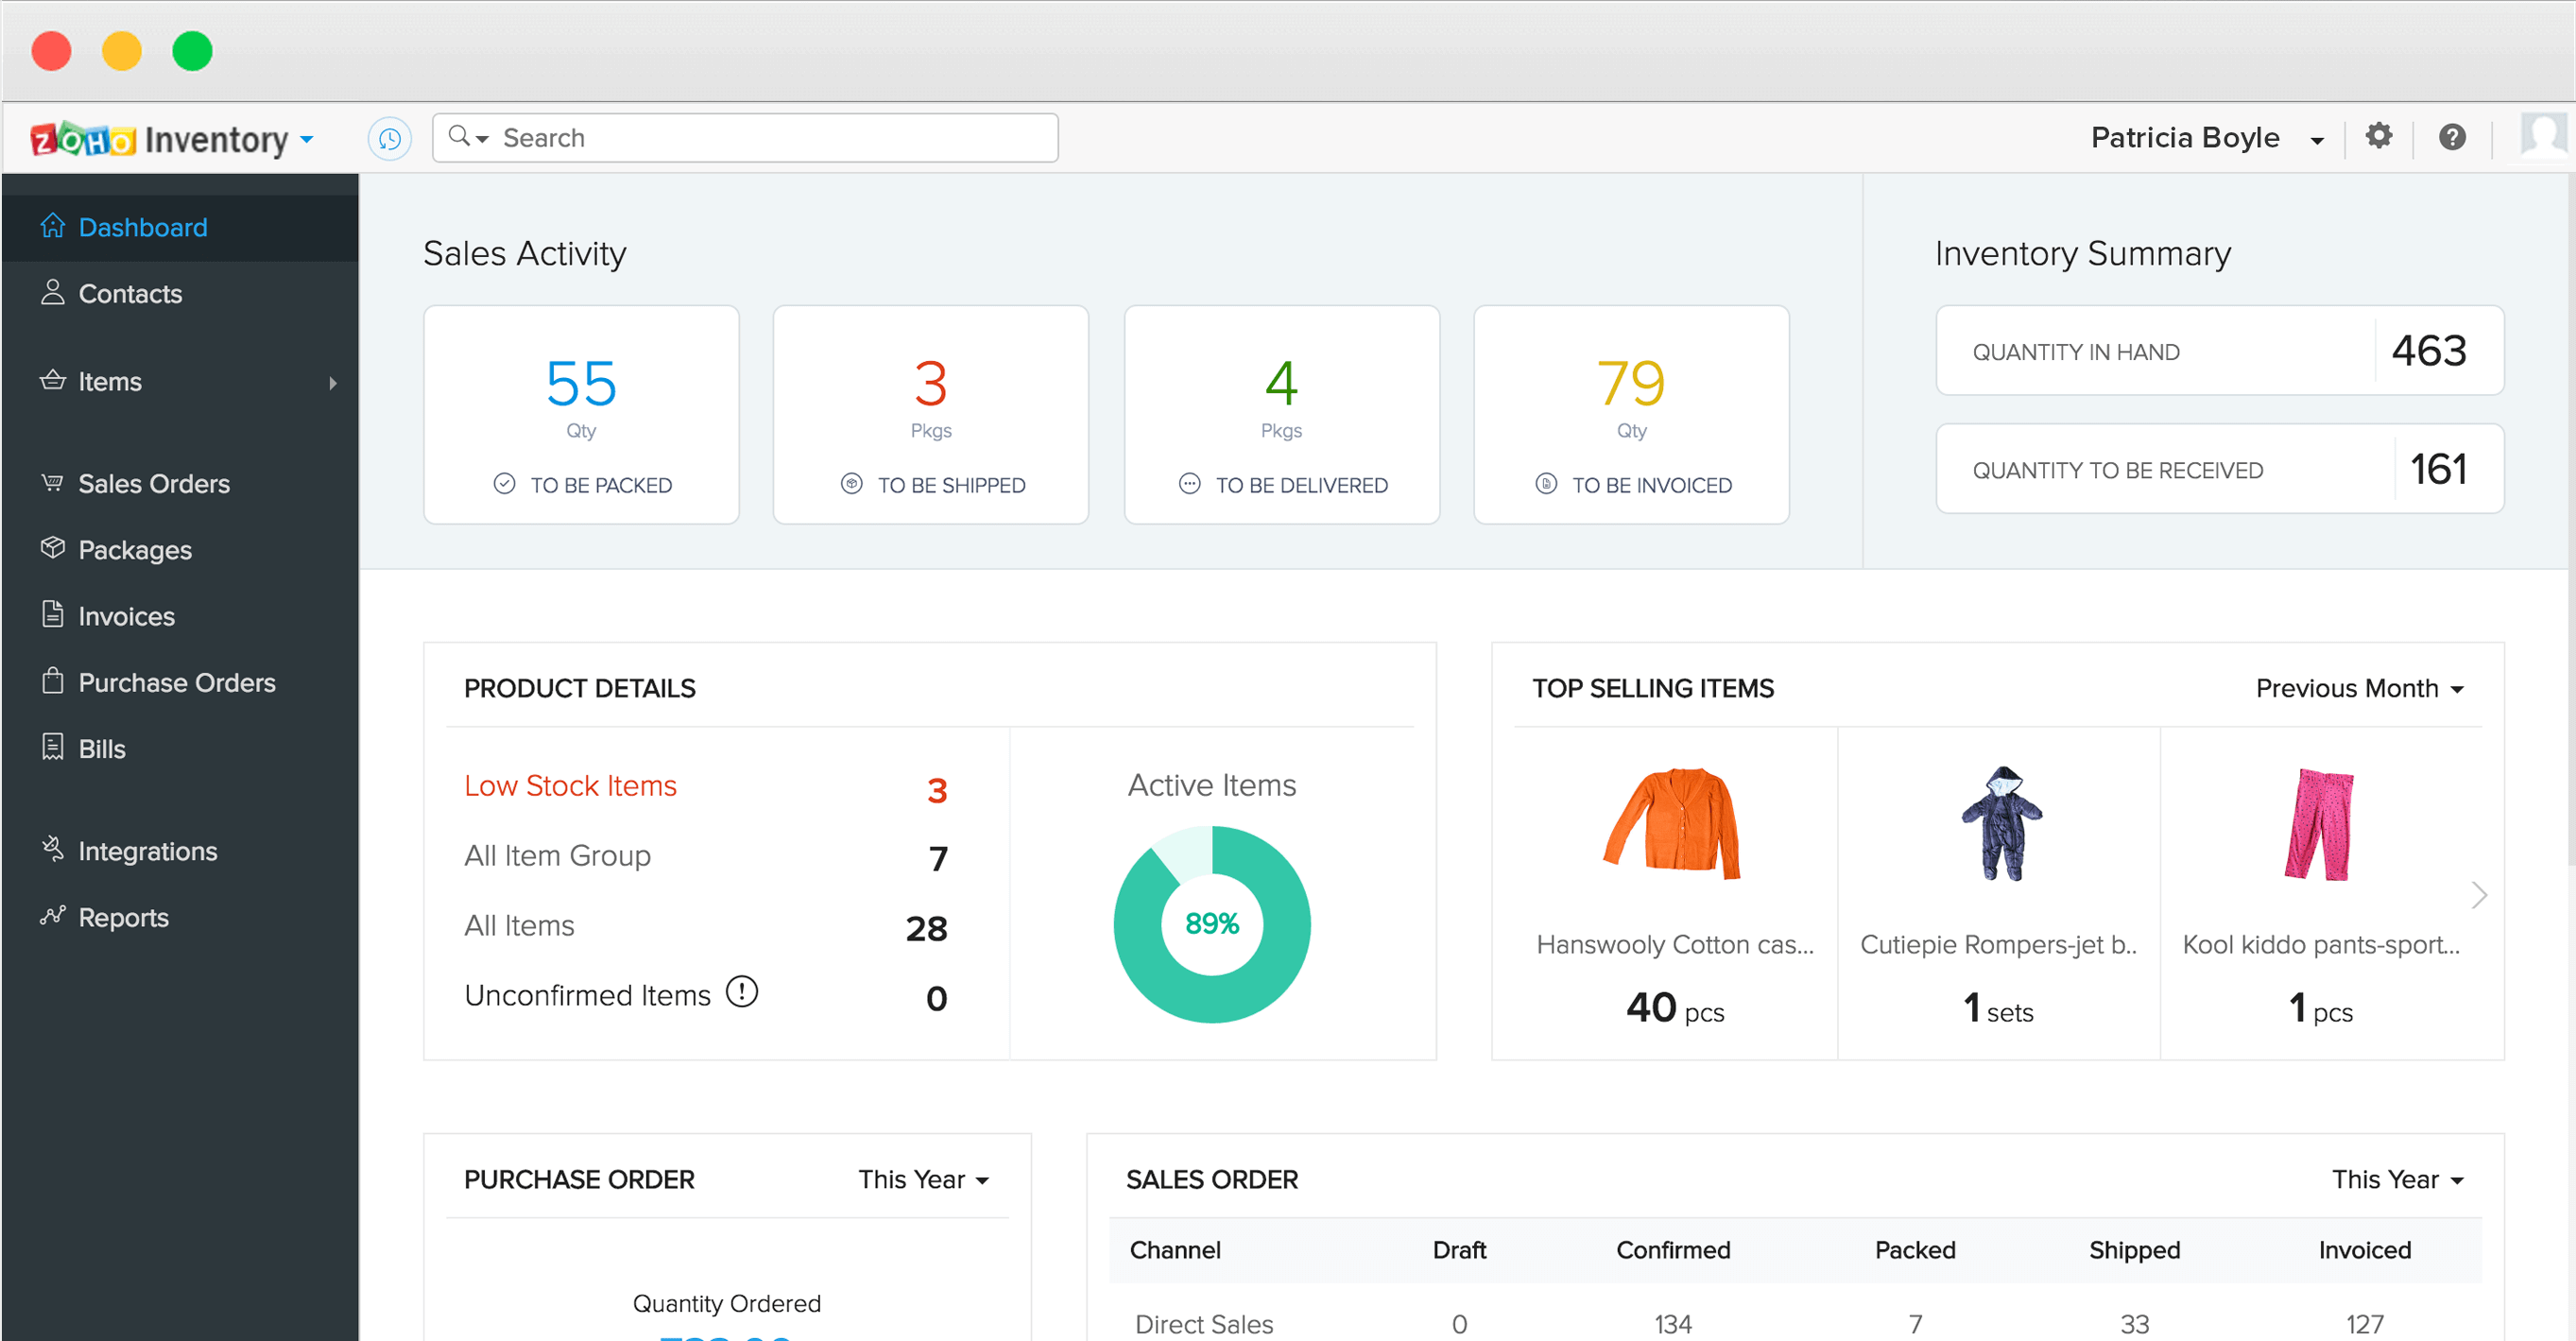 ZOHO Inventory
Search
Patricia Boyle
Dashboard
Contacts
Items
Sales Orders
Packages
Invoices
Purchase Orders
Bills
Integrations
Reports
Sales Activity
55
Qty
TO BE PACKED
3
Pkgs
TO BE SHIPPED
4
Pkgs
TO BE DELIVERED
79
Qty
TO BE INVOICED
Inventory Summary
QUANTITY IN HAND 463
QUANTITY TO BE RECEIVED 161
PRODUCT DETAILS
Low Stock Items 3
All Item Group 7
All Items 28
Unconfirmed Items 0
Active Items
89%
TOP SELLING ITEMS Previous Month
Hanswooly Cotton cas...
40 pcs
Cutiepie Rompers-jet b..
1 sets
Kool kiddo pants-sport...
1 pcs
PURCHASE ORDER This Year
Quantity Ordered
SALES ORDER This Year
Channel Draft Confirmed Packed Shipped Invoiced
Direct Sales 0 134 7 33 127